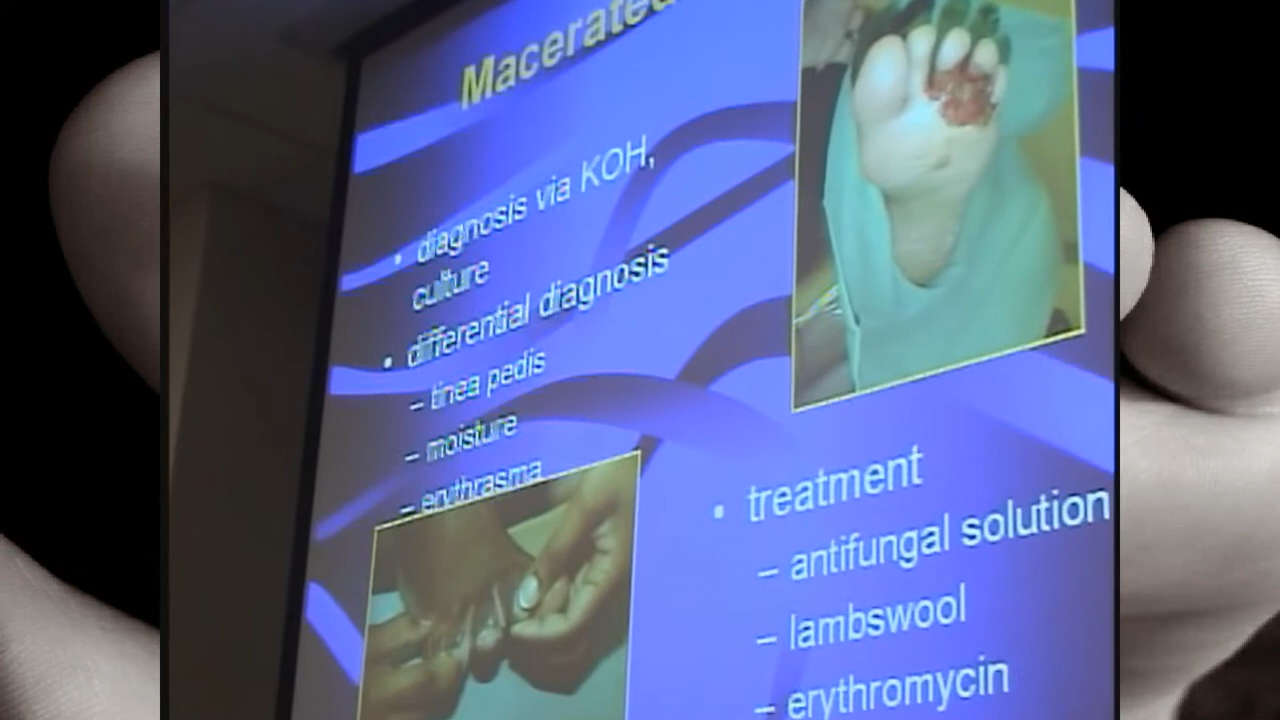 Macerated
• diagnosis via KOH,
culture
• differential diagnosis
– tinea pedis
– moisture
– erythrasma
• treatment
– antifungal solution
– lambswool
– erythromycin